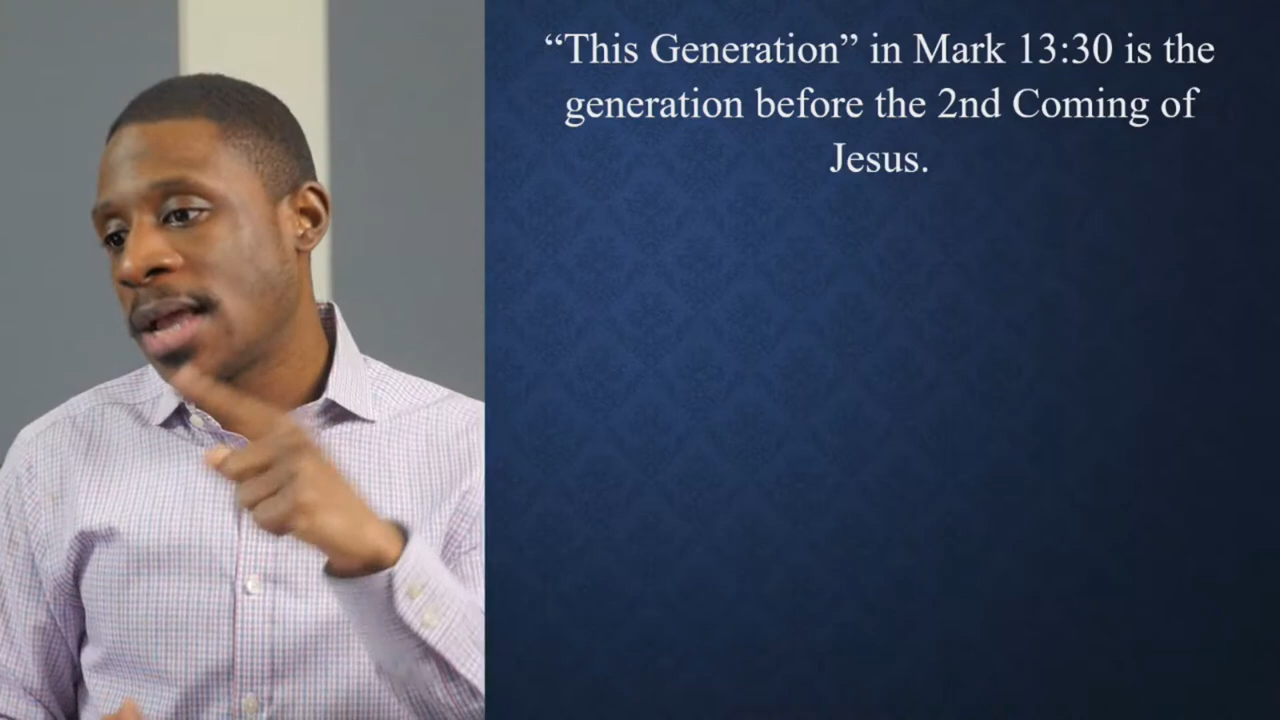 “This Generation” in Mark 13:30 is the
generation before the 2nd Coming of
Jesus.